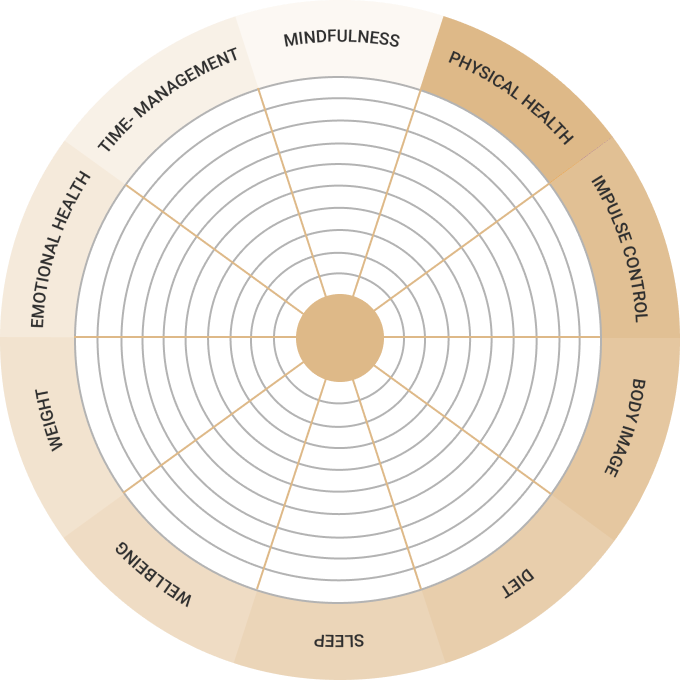 MINDFULNESS
PHYSICAL HEALTH
IMPULSE CONTROL
BODY IMAGE
DIET
SLEEP
WELLBEING
WEIGHT
EMOTIONAL HEALTH
TIME- MANAGEMENT